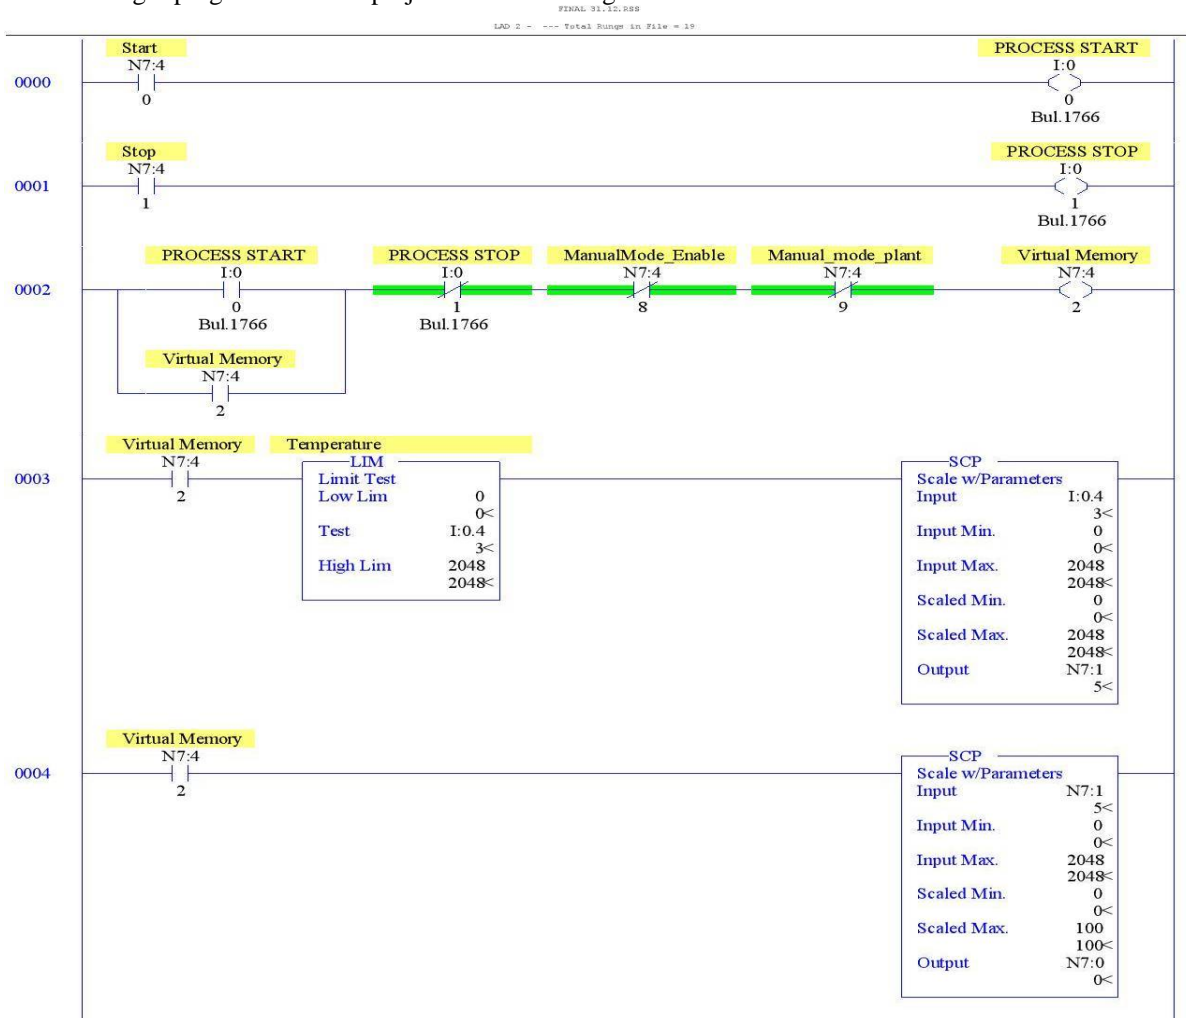 FINAL 31.12.RSS
LAD 2 - --- Total Rungs in File = 19
Start PROCESS START
N7:4 I:0
0000
0 0
Bul.1766
Stop PROCESS STOP
N7:4 I:0
0001
1 1
Bul.1766
PROCESS START PROCESS STOP ManualMode_Enable Manual_mode_plant Virtual Memory
I:0 I:0 N7:4 N7:4 N7:4
0002
0 1 8 9 2
Bul.1766 Bul.1766
Virtual Memory
N7:4
2
Virtual Memory Temperature
N7:4 LIM SCP
0003 Limit Test Scale w/Parameters
2 Low Lim 0 Input I:0.4
0< 3<
Test I:0.4 Input Min. 0
3< 0<
High Lim 2048 Input Max. 2048
2048< 2048<
Scaled Min. 0
0<
Scaled Max. 2048
2048<
Output N7:1
5<
Virtual Memory
N7:4 SCP
0004 Scale w/Parameters
2 Input N7:1
5<
Input Min. 0
0<
Input Max. 2048
2048<
Scaled Min. 0
0<
Scaled Max. 100
100<
Output N7:0
0<